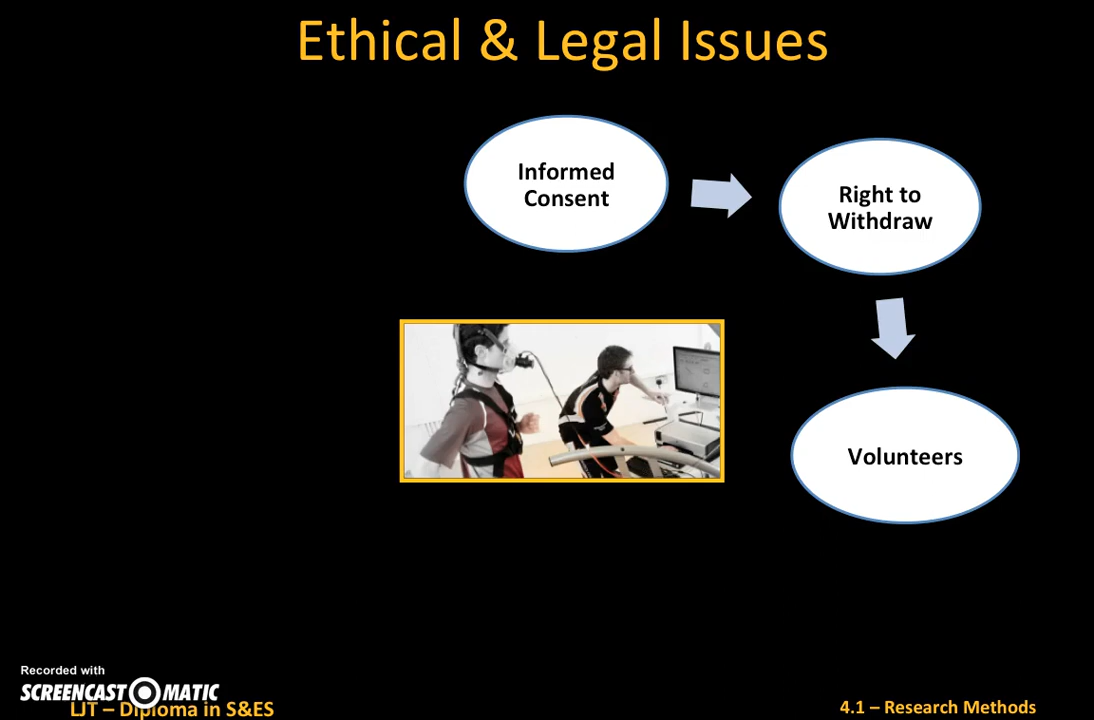 Ethical & Legal Issues
Informed
Consent
Right to
Withdraw
Volunteers
Recorded with
SCREENCAST MATIC
LJT – Diploma in S&ES
4.1 – Research Methods